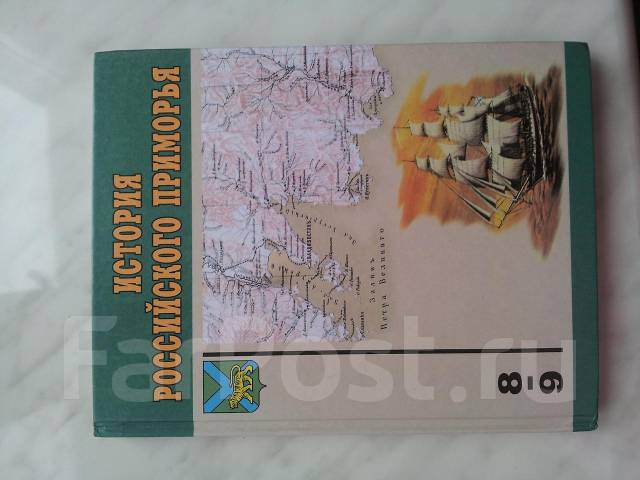 ИСТОРИЯ
РОССИЙСКОГО ПРИМОРЬЯ
Заливъ
Петра Великаго
8-9
FarPost.ru